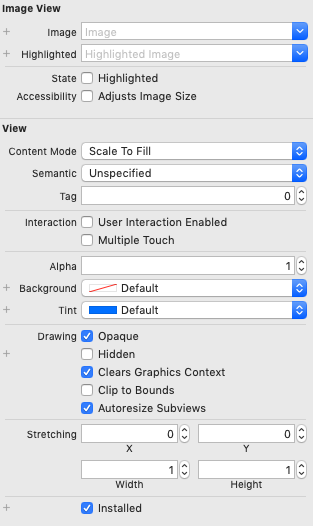 Image View
+ Image Image
+ Highlighted Highlighted Image
State Highlighted
Accessibility Adjusts Image Size
View
Content Mode Scale To Fill
Semantic Unspecified
Tag 0
Interaction User Interaction Enabled
Multiple Touch
Alpha 1
+ Background Default
+ Tint Default
Drawing Opaque
+ Hidden
Clears Graphics Context
Clip to Bounds
Autoresize Subviews
Stretching 0 0
X Y
1 1
Width Height
+ Installed